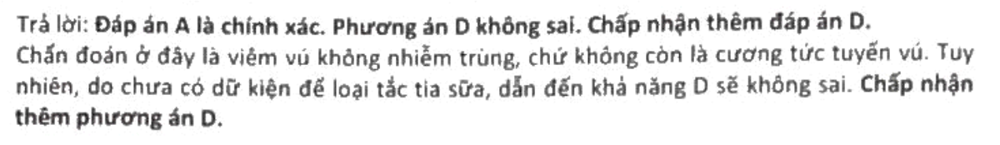 Trả lời: Đáp án A là chính xác. Phương án D không sai. Chấp nhận thêm đáp án D.
Chẩn đoán ở đây là viêm vú không nhiễm trùng, chứ không còn là cương tức tuyến vú. Tuy
nhiên, do chưa có dữ kiện để loại tắc tia sữa, dẫn đến khả năng D sẽ không sai. Chấp nhận
thêm phương án D.